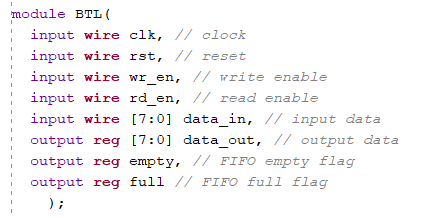 module BTL(
input wire clk, // clock
input wire rst, // reset
input wire wr_en, // write enable
input wire rd_en, // read enable
input wire [7:0] data_in, // input data
output reg [7:0] data_out, // output data
output reg empty, // FIFO empty flag
output reg full // FIFO full flag
);